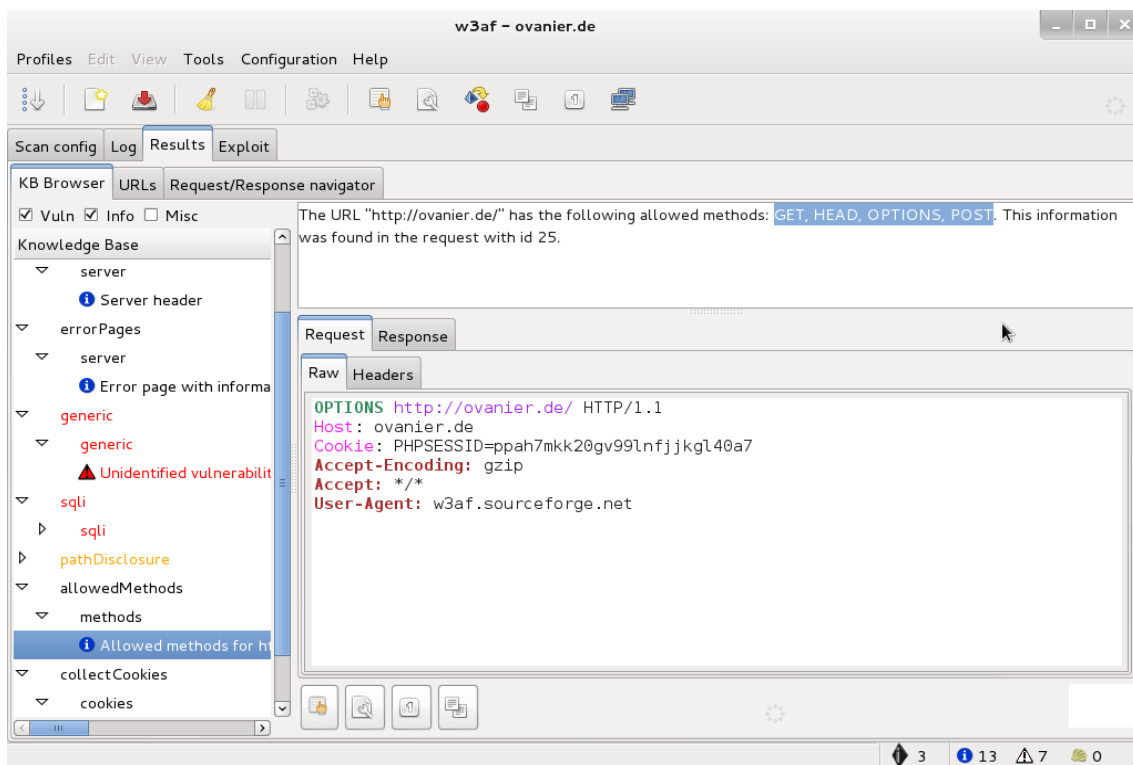 w3af – ovanier.de
Profiles Edit View Tools Configuration Help
Scan config Log Results Exploit
KB Browser URLs Request/Response navigator
Vuln Info Misc
Knowledge Base
server
Server header
errorPages
server
Error page with informa
generic
generic
Unidentified vulnerabilit
sqli
sqli
pathDisclosure
allowedMethods
methods
Allowed methods for ht
collectCookies
cookies
The URL "http://ovanier.de/" has the following allowed methods: GET, HEAD, OPTIONS, POST. This information
was found in the request with id 25.
Request Response
Raw Headers
OPTIONS http://ovanier.de/ HTTP/1.1
Host: ovanier.de
Cookie: PHPSESSID=ppah7mkk20gv99lnfjjkgl40a7
Accept-Encoding: gzip
Accept: */*
User-Agent: w3af.sourceforge.net
3 13 7 0